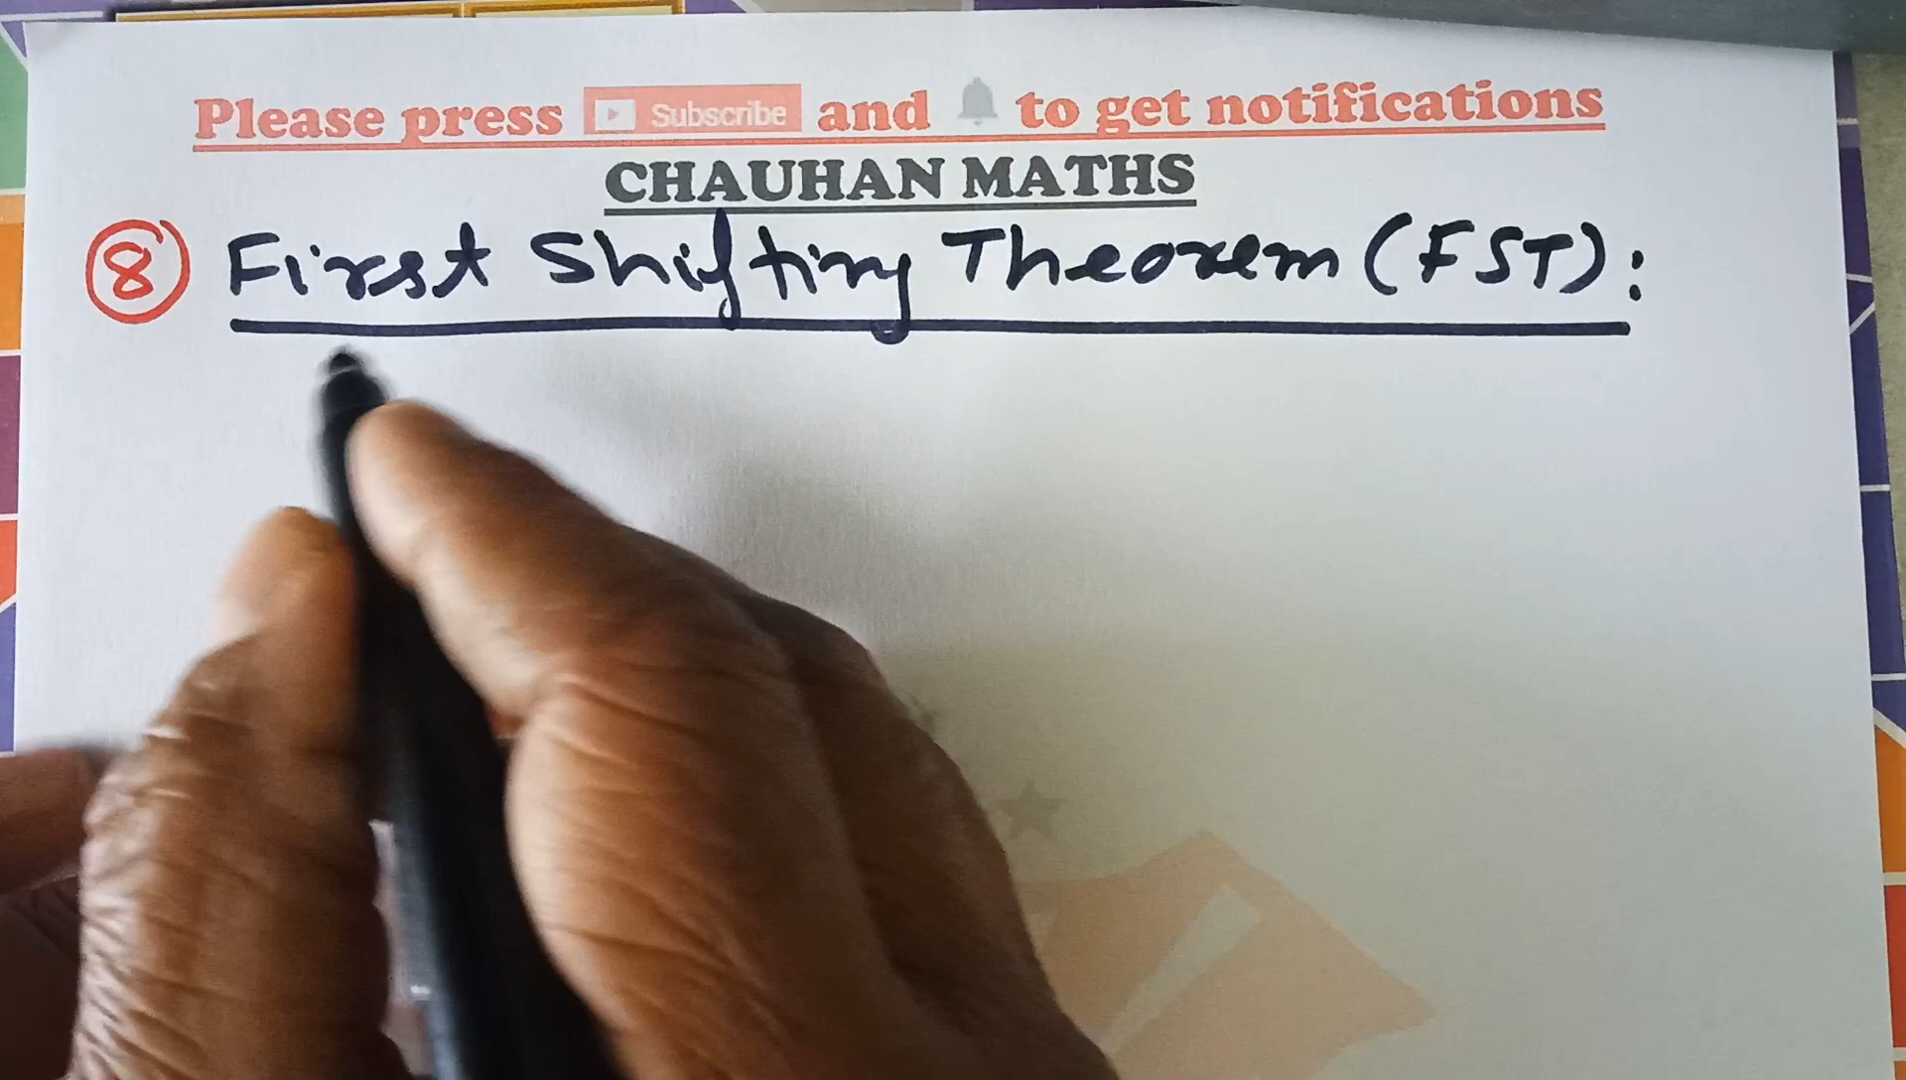 Please press Subscribe and to get notifications
CHAUHAN MATHS
8 First Shifting Theorem (FST):